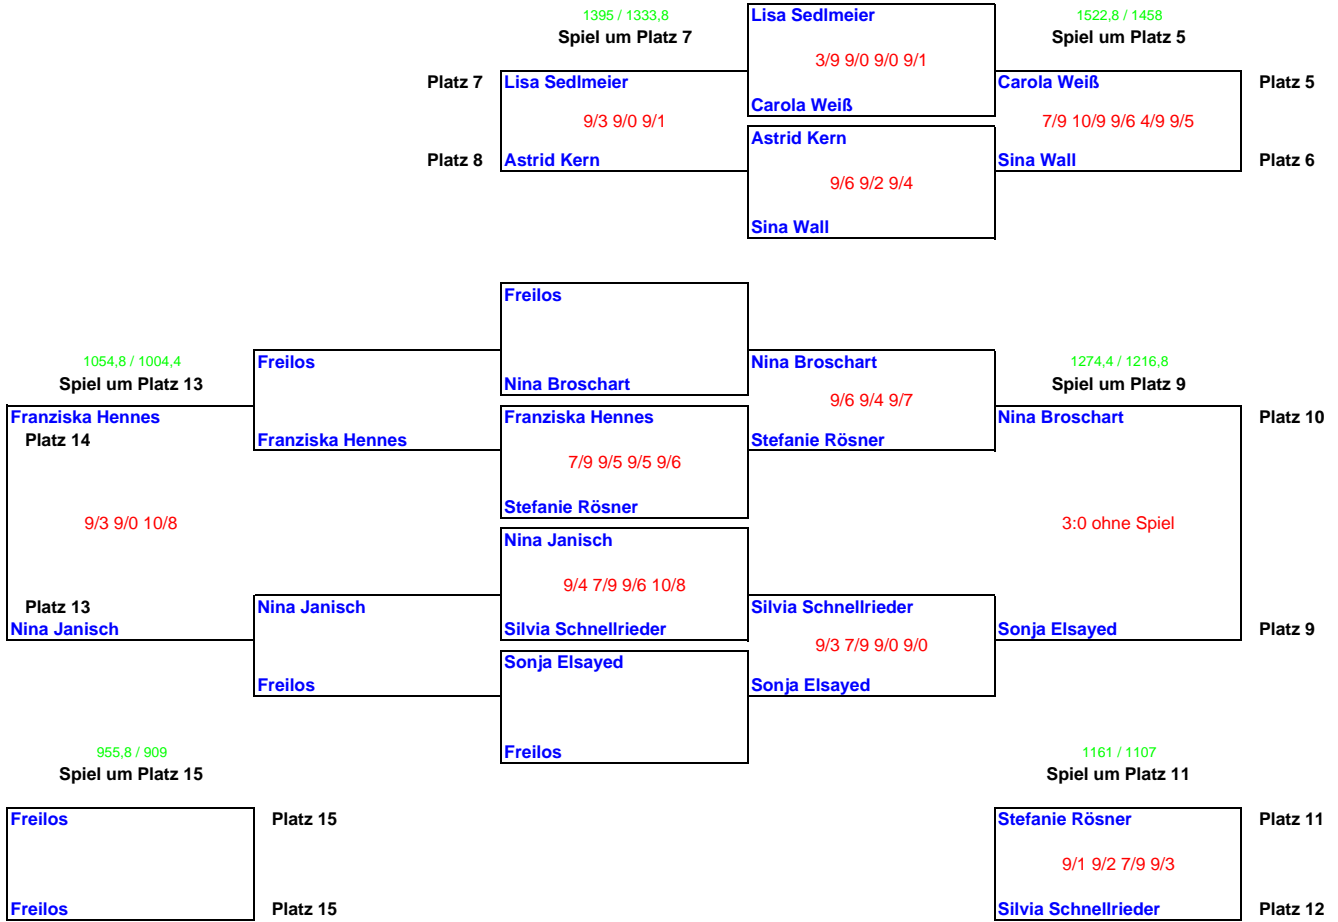 1395 / 1333,8
Lisa Sedlmeier
1522,8 / 1458
Spiel um Platz 7
Spiel um Platz 5
3/9 9/0 9/0 9/1
Platz 7
Lisa Sedlmeier
Carola Weiß
Platz 5
Carola Weiß
9/3 9/0 9/1
7/9 10/9 9/6 4/9 9/5
Astrid Kern
Platz 8
Astrid Kern
Sina Wall
Platz 6
9/6 9/2 9/4
Sina Wall
Freilos
1054,8 / 1004,4
Freilos
Nina Broschart
1274,4 / 1216,8
Spiel um Platz 13
Nina Broschart
Spiel um Platz 9
9/6 9/4 9/7
Franziska Hennes
Franziska Hennes
Nina Broschart
Platz 10
Platz 14
Franziska Hennes
Stefanie Rösner
7/9 9/5 9/5 9/6
Stefanie Rösner
9/3 9/0 10/8
3:0 ohne Spiel
Nina Janisch
9/4 7/9 9/6 10/8
Platz 13
Nina Janisch
Silvia Schnellrieder
Nina Janisch
Silvia Schnellrieder
Sonja Elsayed
Platz 9
9/3 7/9 9/0 9/0
Sonja Elsayed
Freilos
Sonja Elsayed
Freilos
955,8 / 909
1161 / 1107
Spiel um Platz 15
Spiel um Platz 11
Freilos
Platz 15
Stefanie Rösner
Platz 11
9/1 9/2 7/9 9/3
Freilos
Platz 15
Silvia Schnellrieder
Platz 12